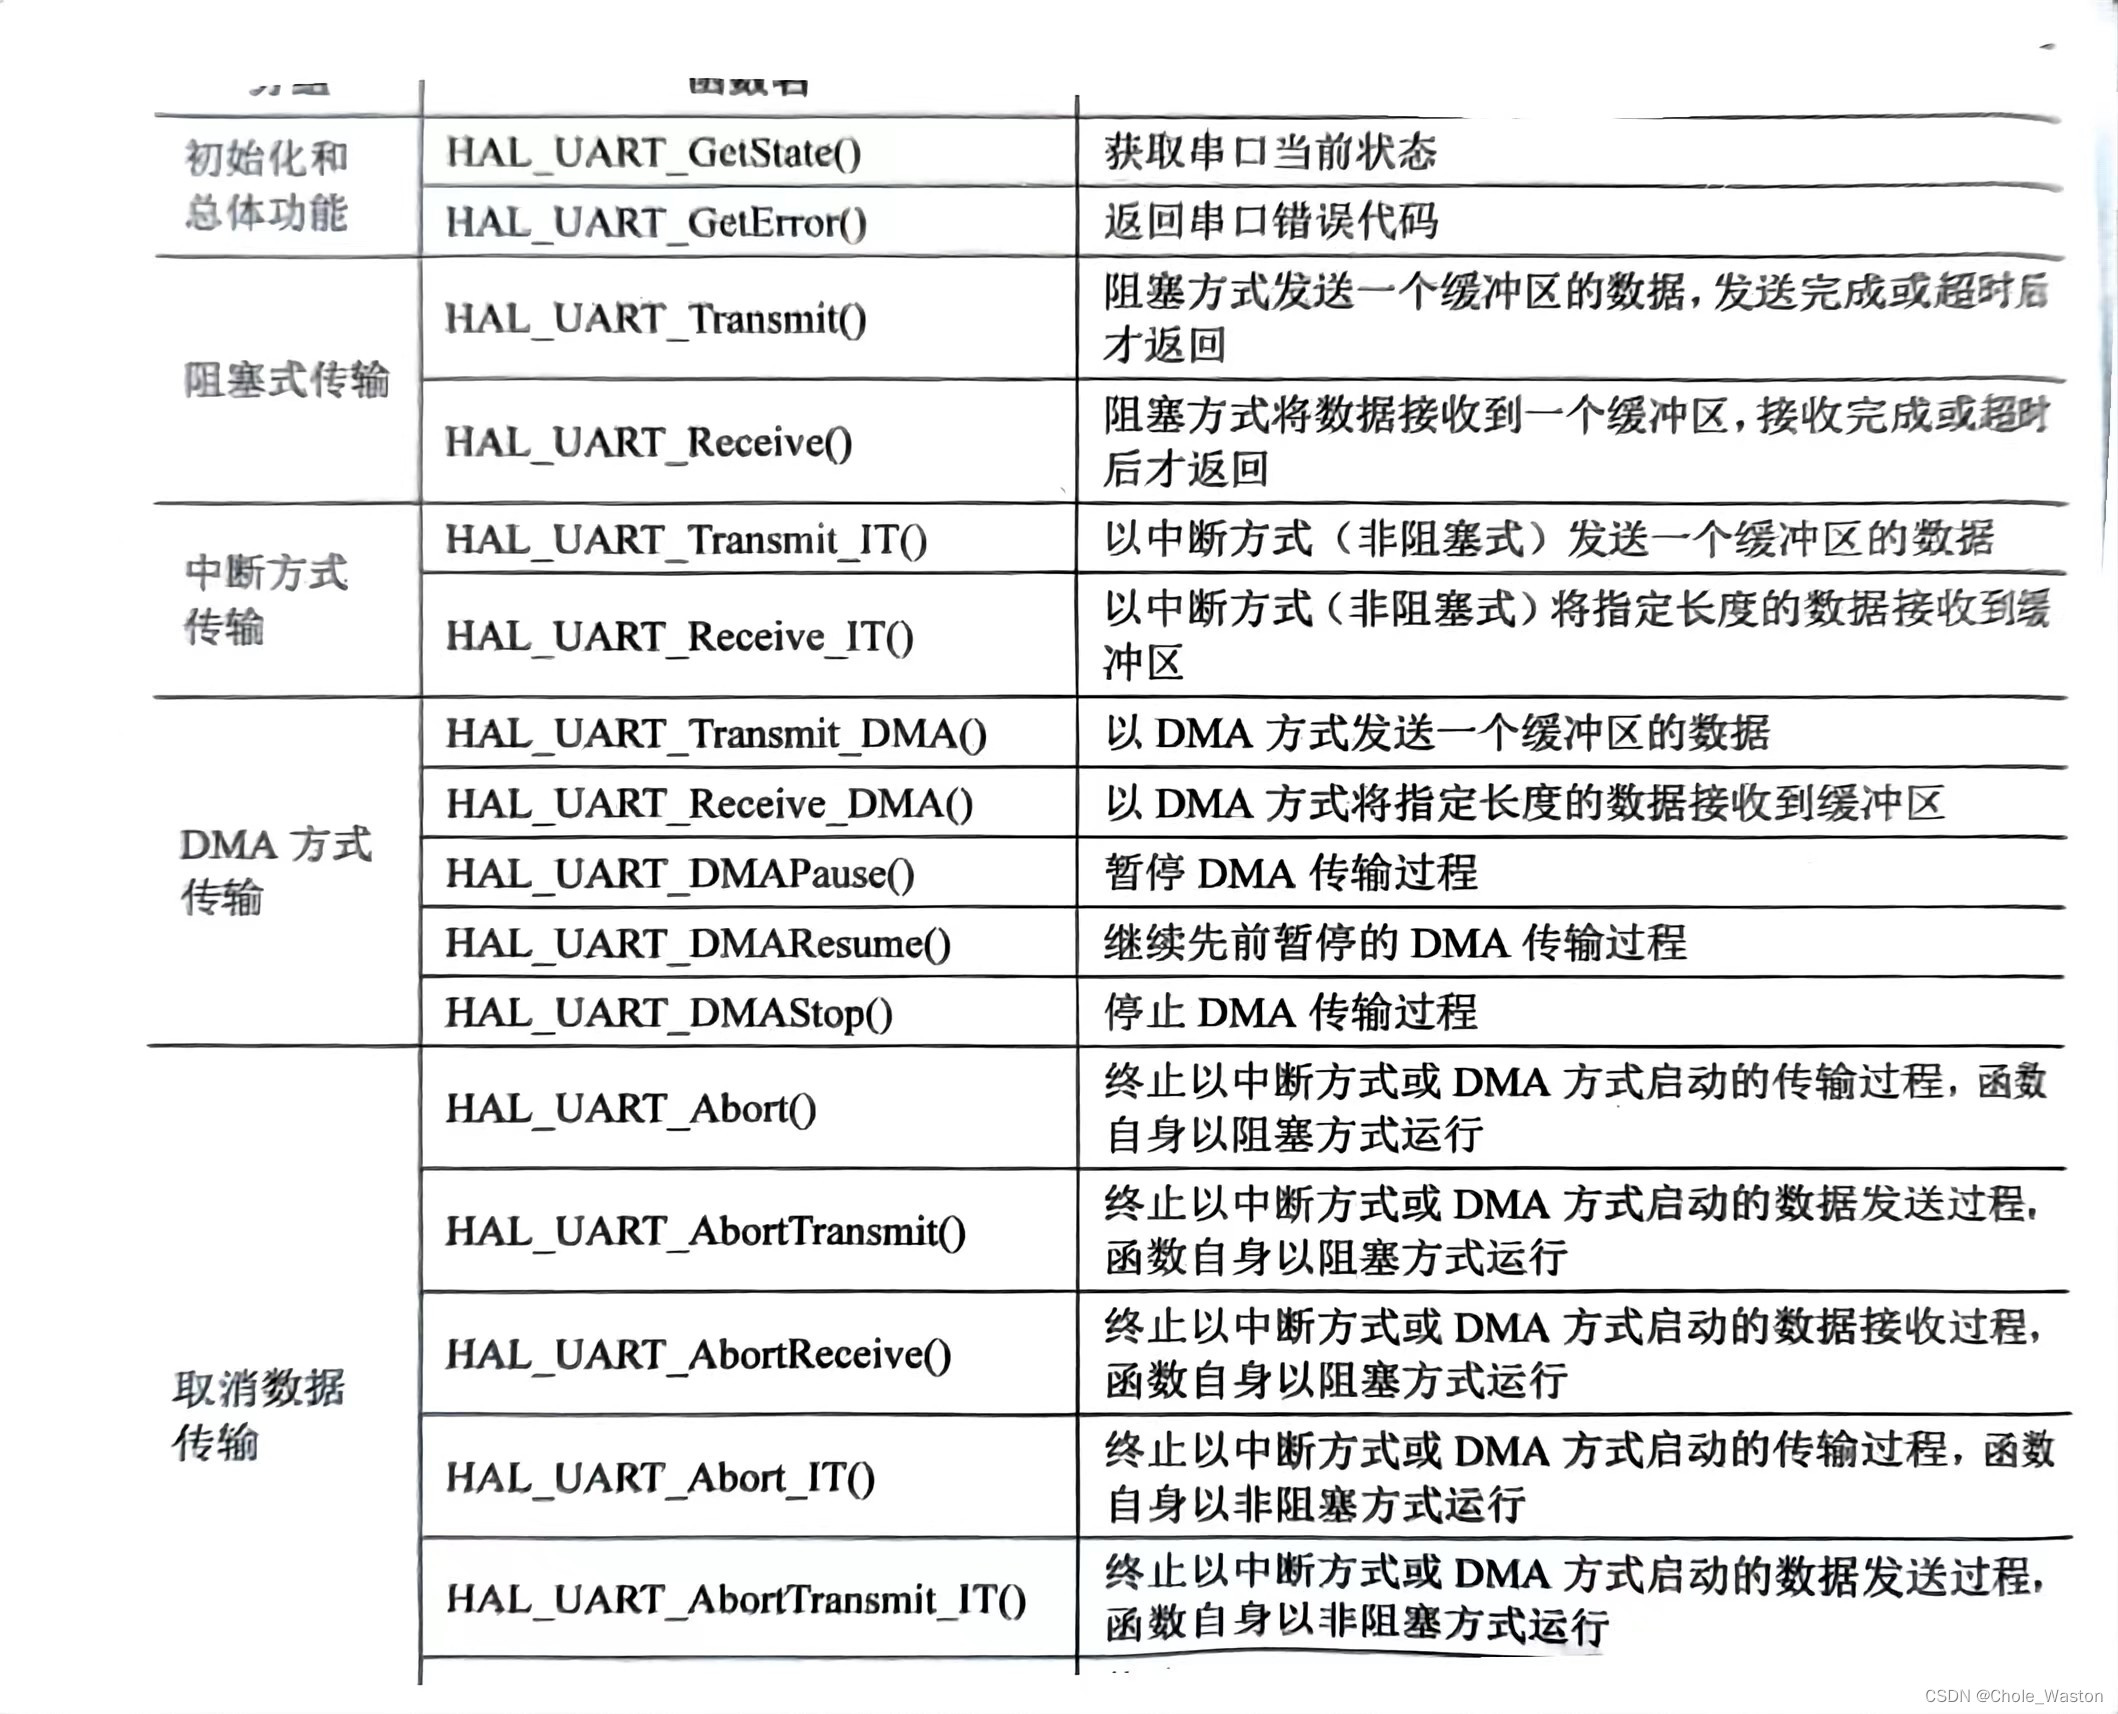 函数名
初始化和
总体功能
HAL_UART_GetState()
获取串口当前状态
HAL_UART_GetError()
返回串口错误代码
阻塞式传输
HAL_UART_Transmit()
阻塞方式发送一个缓冲区的数据，发送完成或超时后
才返回
HAL_UART_Receive()
阻塞方式将数据接收到一个缓冲区，接收完成或超时
后才返回
中断方式
传输
HAL_UART_Transmit_IT()
以中断方式（非阻塞式）发送一个缓冲区的数据
HAL_UART_Receive_IT()
以中断方式（非阻塞式）将指定长度的数据接收到缓
冲区
DMA 方式
传输
HAL_UART_Transmit_DMA()
以 DMA 方式发送一个缓冲区的数据
HAL_UART_Receive_DMA()
以 DMA 方式将指定长度的数据接收到缓冲区
HAL_UART_DMAPause()
暂停 DMA 传输过程
HAL_UART_DMAResume()
继续先前暂停的 DMA 传输过程
HAL_UART_DMAStop()
停止 DMA 传输过程
取消数据
传输
HAL_UART_Abort()
终止以中断方式或 DMA 方式启动的传输过程，函数
自身以阻塞方式运行
HAL_UART_AbortTransmit()
终止以中断方式或 DMA 方式启动的数据发送过程，
函数自身以阻塞方式运行
HAL_UART_AbortReceive()
终止以中断方式或 DMA 方式启动的数据接收过程，
函数自身以阻塞方式运行
HAL_UART_Abort_IT()
终止以中断方式或 DMA 方式启动的传输过程，函数
自身以非阻塞方式运行
HAL_UART_AbortTransmit_IT()
终止以中断方式或 DMA 方式启动的数据发送过程，
函数自身以非阻塞方式运行
CSDN @Chole_Waston